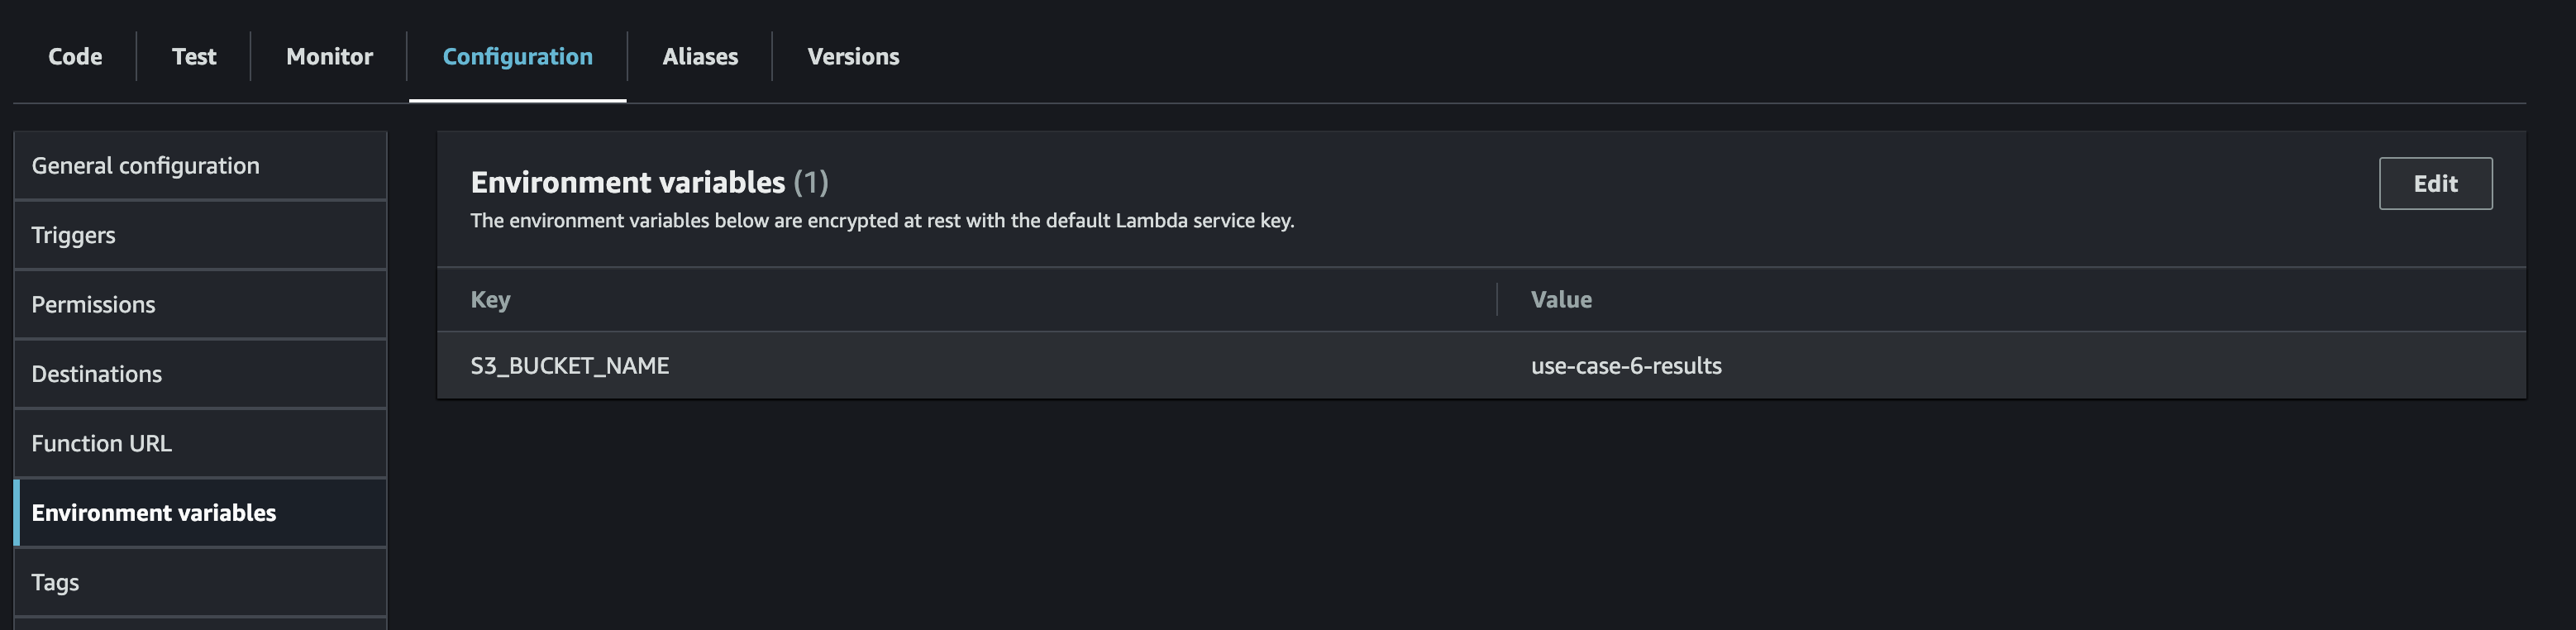 Code Test Monitor Configuration Aliases Versions
General configuration
Triggers
Permissions
Destinations
Function URL
Environment variables
Tags
Environment variables (1)
Edit
The environment variables below are encrypted at rest with the default Lambda service key.
Key Value
S3_BUCKET_NAME use-case-6-results